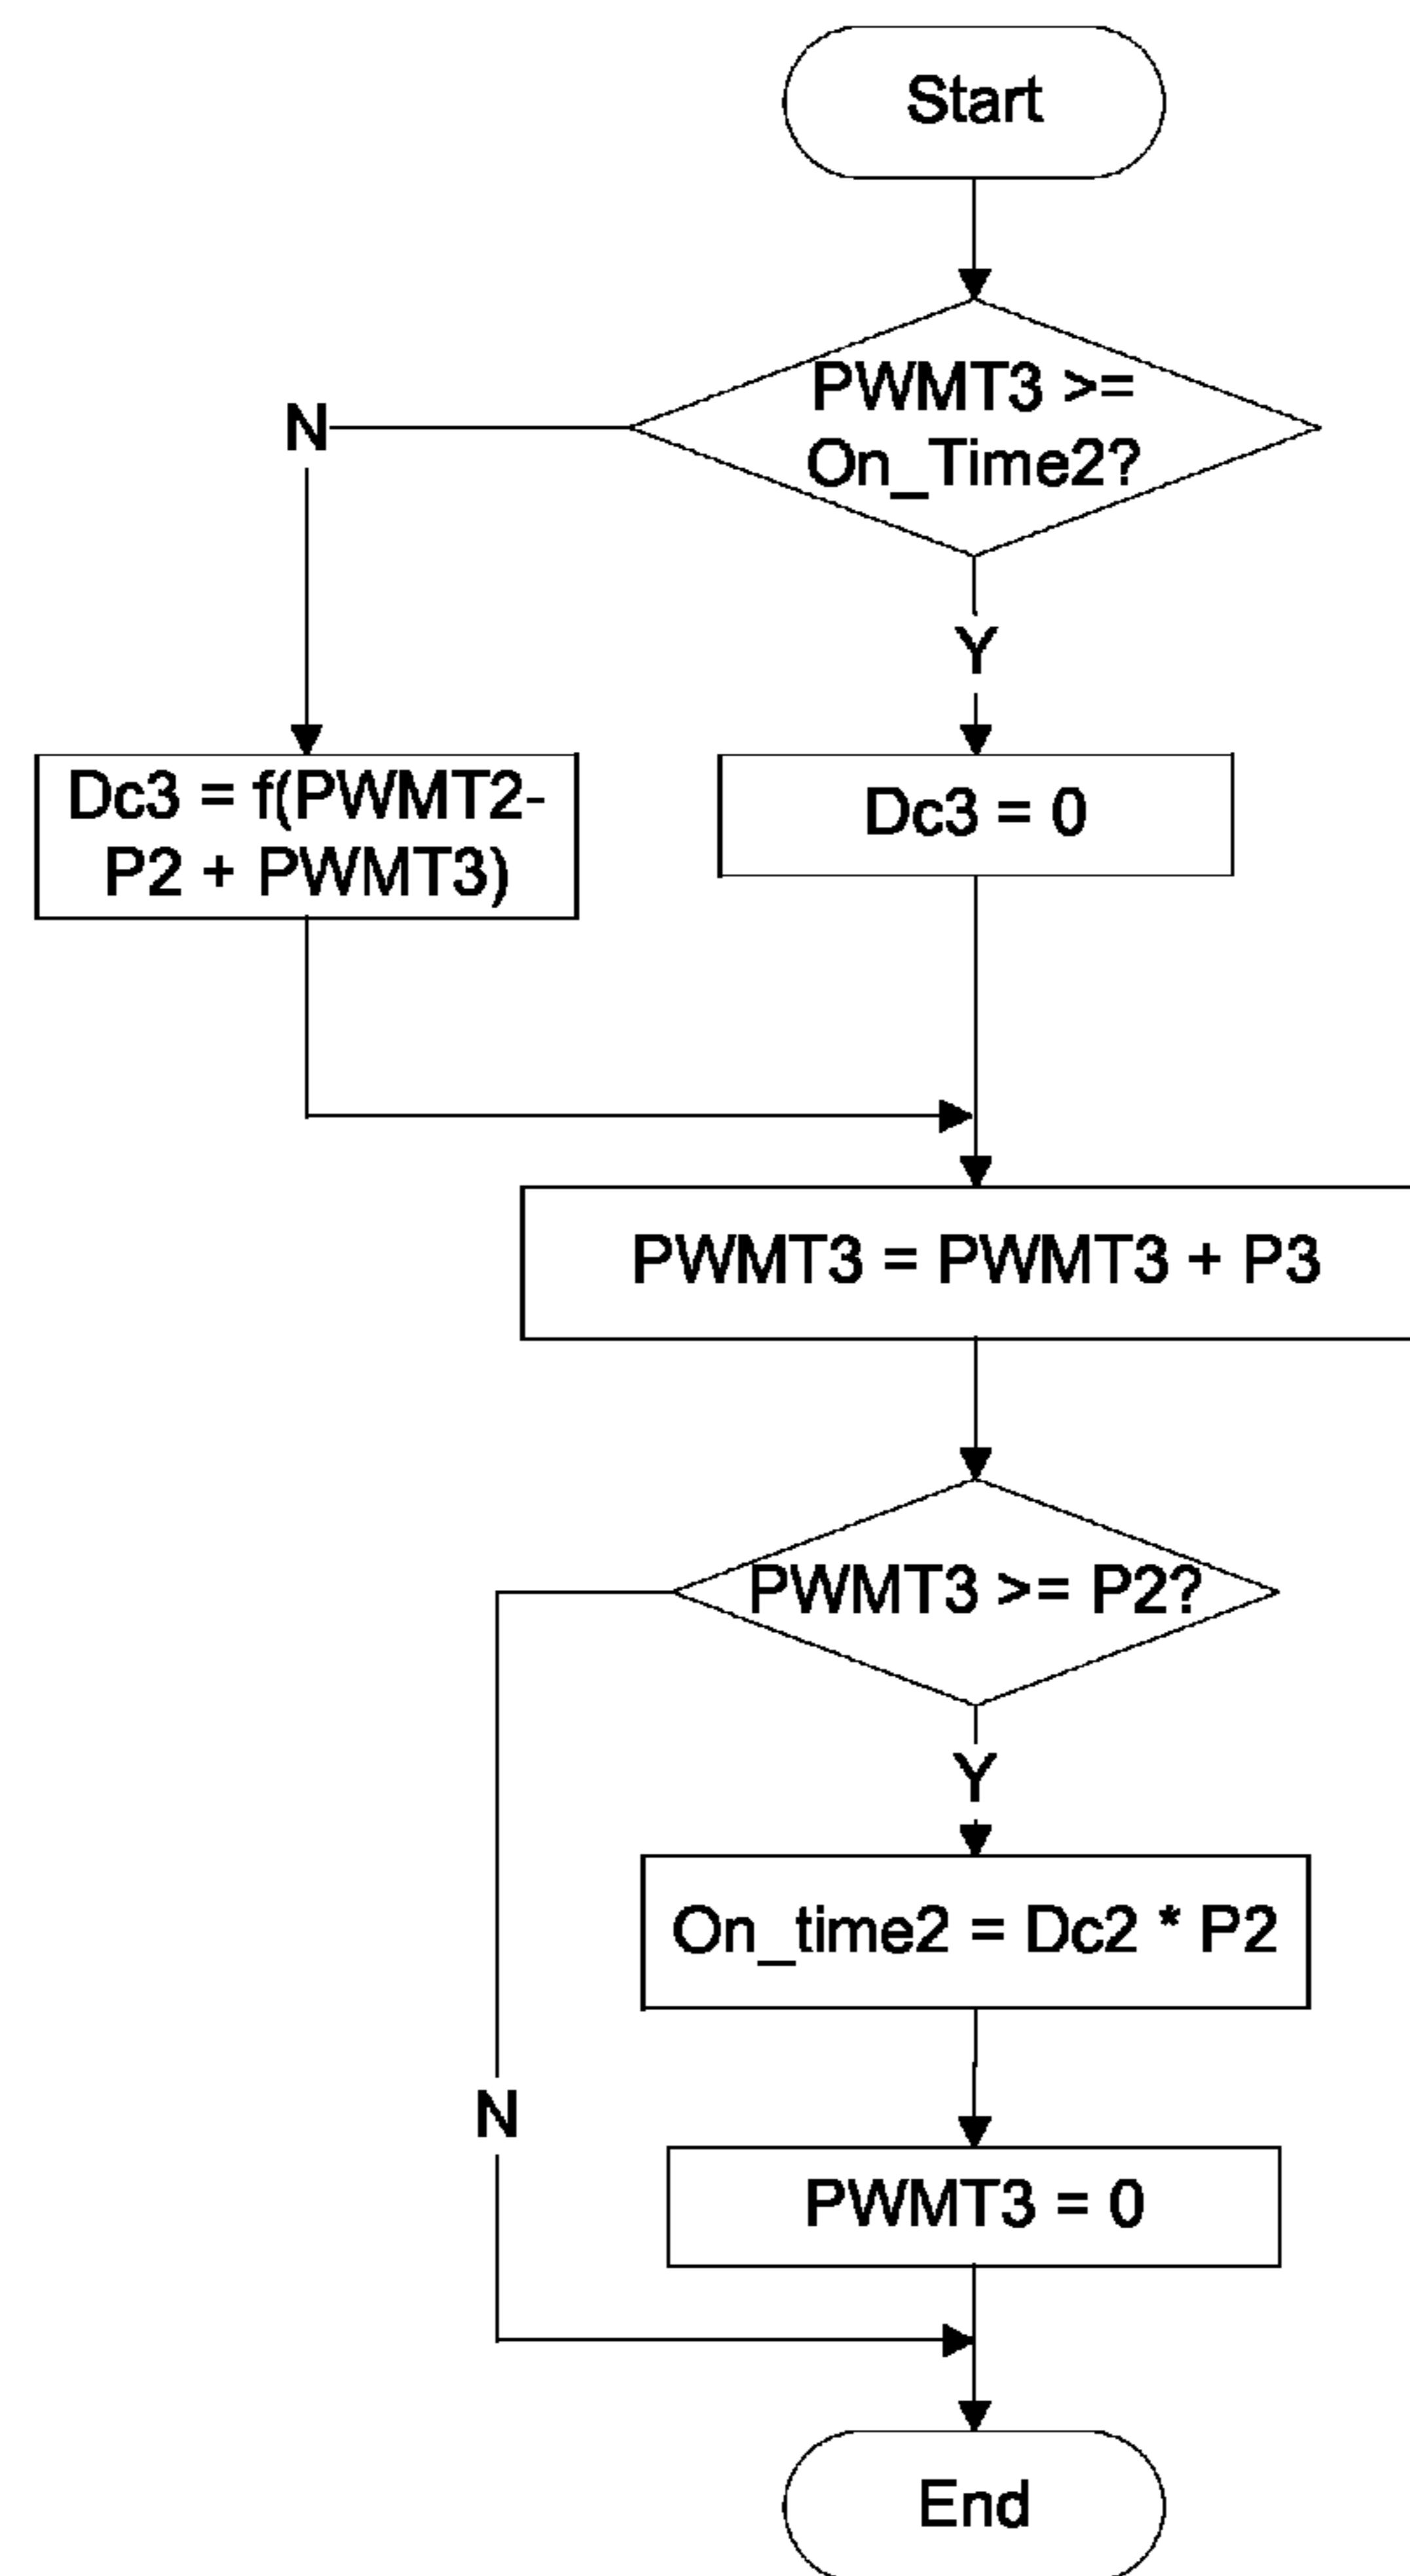 Start
PWMT3 >=
On_Time2?
N
Y
Dc3 = f(PWMT2-
P2 + PWMT3)
Dc3 = 0
PWMT3 = PWMT3 + P3
PWMT3 >= P2?
Y
On_time2 = Dc2 * P2
N
PWMT3 = 0
End